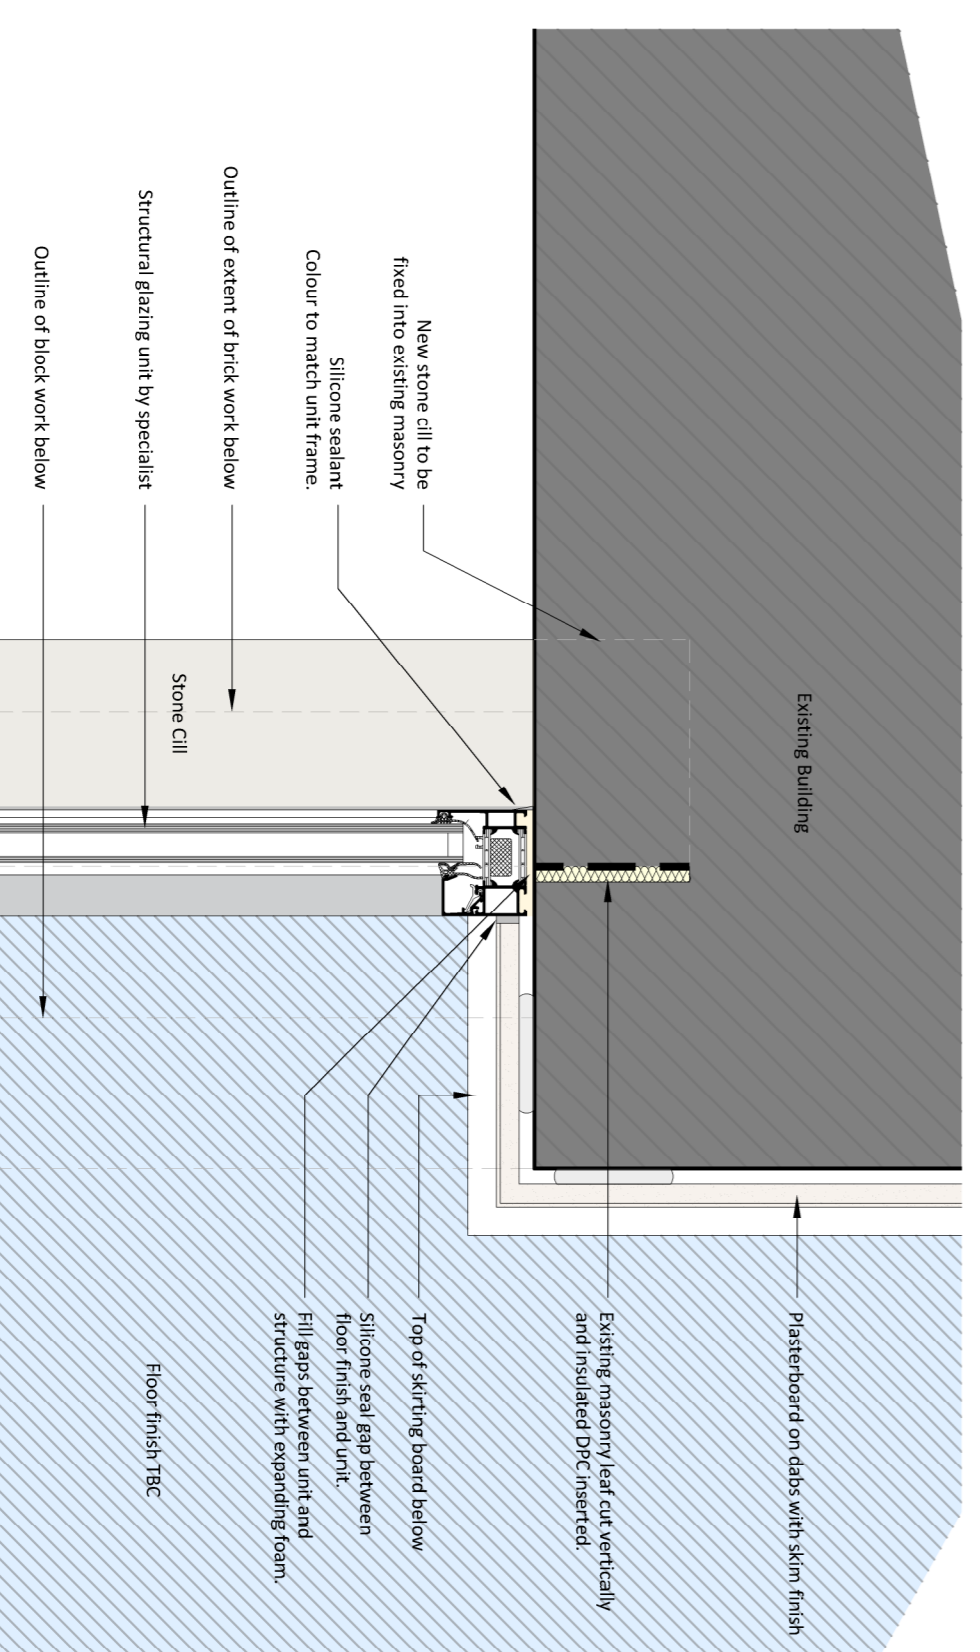 Existing Building
Plasterboard on dabs with skim finish
New stone cill to be
fixed into existing masonry
Silicone sealant
Colour to match unit frame.
Outline of extent of brick work below
Structural glazing unit by specialist
Outline of block work below
Stone Cill
Existing masonry leaf cut vertically
and insulated DPC inserted.
Top of skirting board below
Silicone seal gap between
floor finish and unit.
Fill gaps between unit and
structure with expanding foam.
Floor finish TBC